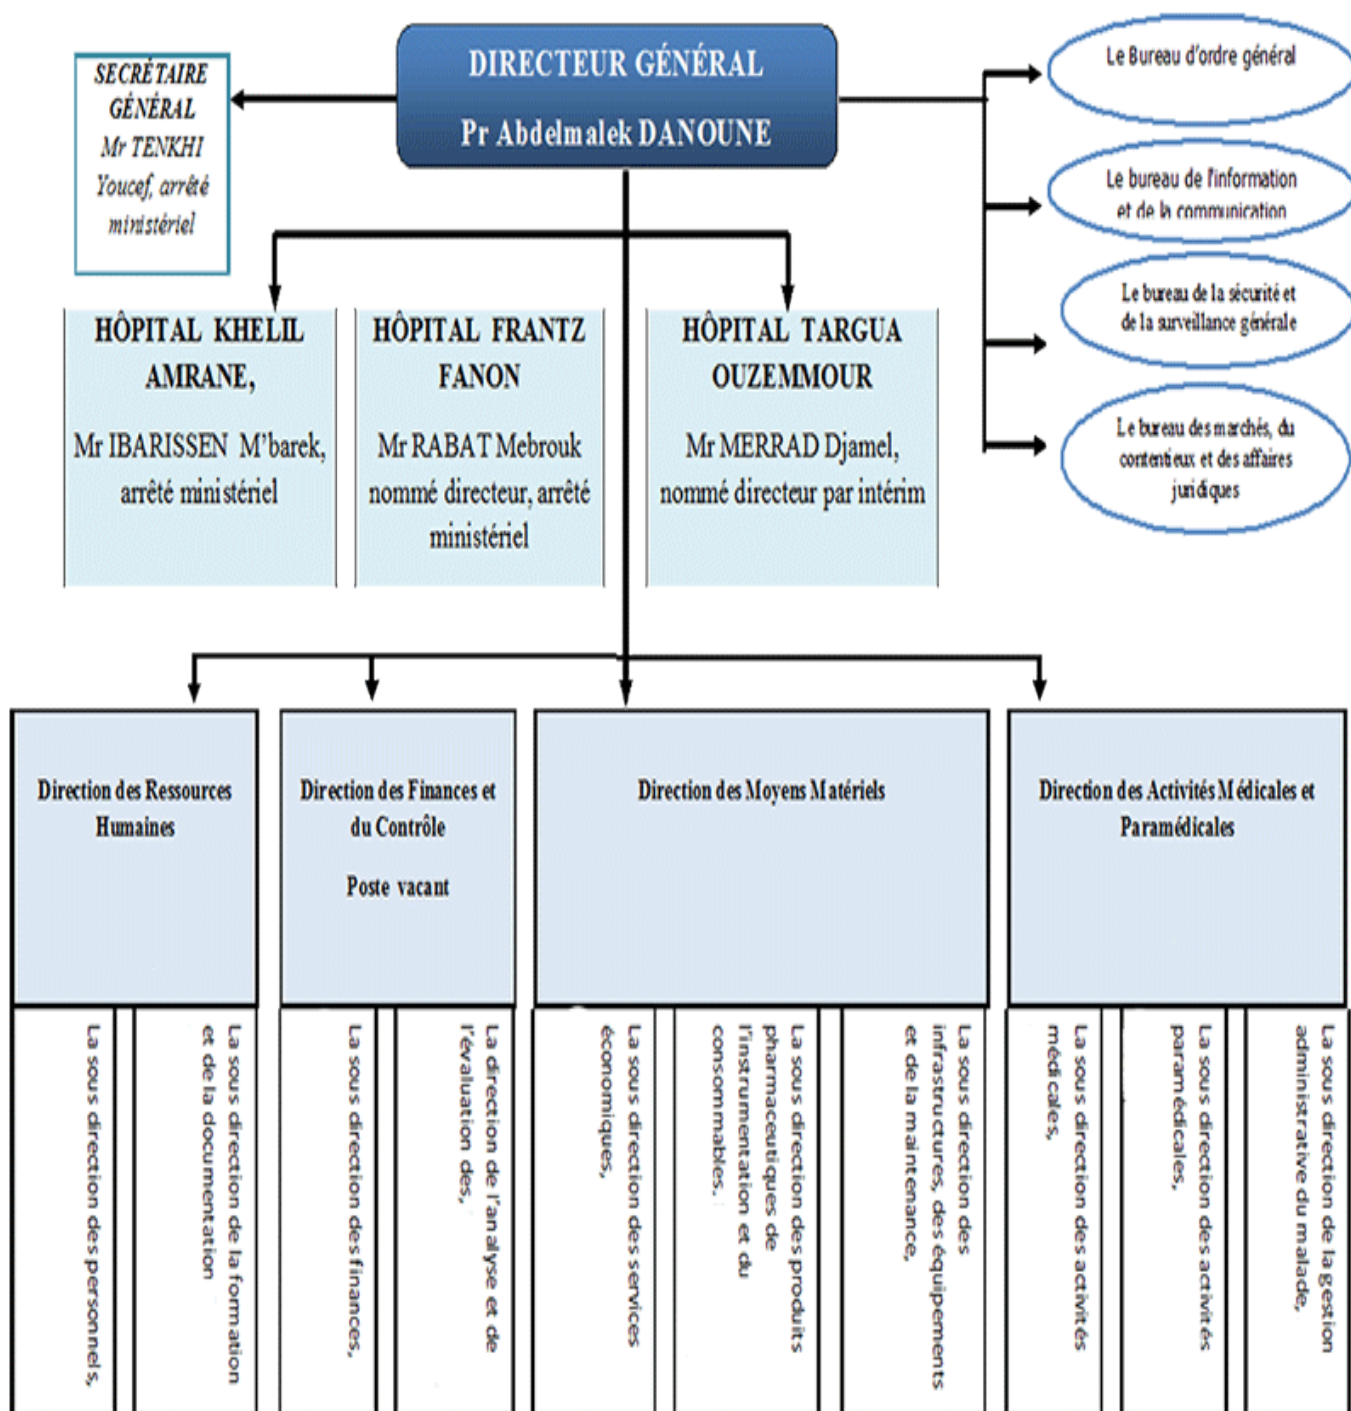 DIRECTEUR GÉNÉRAL
Pr Abdelmalek DANOUNE
SECRÉTAIRE
GÉNÉRAL
Mr TENKHI
Youcef, arrêté
ministériel
Le Bureau d'ordre général
Le bureau de l'information
et de la communication
Le bureau de la sécurité et
de la surveillance générale
Le bureau des marchés, du
contentieux et des affaires
juridiques
HÔPITAL KHELIL
AMRANE,
Mr IBARISSEN M'barek,
arrêté ministériel
HÔPITAL FRANTZ
FANON
Mr RABAT Mebrouk
nommé directeur, arrêté
ministériel
HÔPITAL TARGUA
OUZEMMOUR
Mr MERRAD Djamel,
nommé directeur par intérim
Direction des Ressources
Humaines
Direction des Finances et
du Contrôle
Poste vacant
Direction des Moyens Matériels
Direction des Activités Médicales et
Paramédicales
La sous direction des personnels,
La sous direction de la formation
et de la documentation
La sous direction des finances,
La direction de l'analyse et de
l'évaluation des,
La sous direction des services
économiques,
La sous direction des produits
pharmaceutiques de
l'instrumentation et du
consommables.
La sous direction des
infrastructures, des équipements
et de la maintenance,
La sous direction des activités
médicales,
La sous direction des activités
paramédicales,
La sous direction de la gestion
administrative du malade,